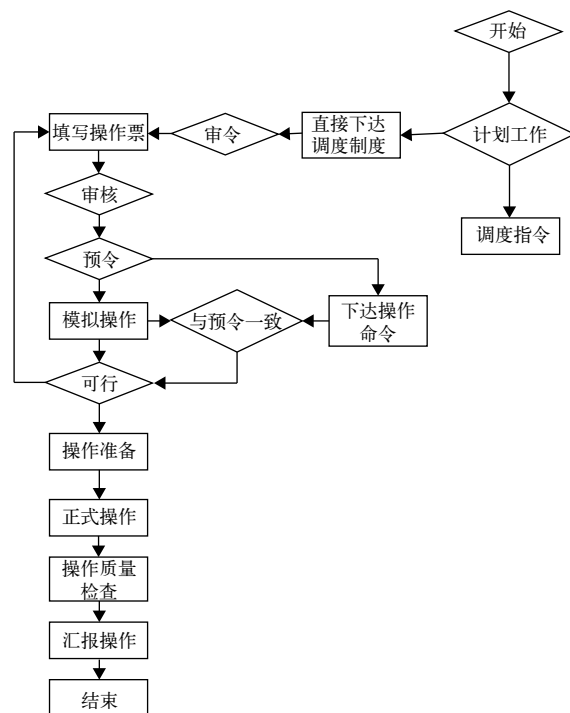 开始
填写操作票
审令
直接下达
调度制度
计划工作
审核
调度指令
预令
模拟操作
与预令一致
下达操作
命令
可行
操作准备
正式操作
操作质量
检查
汇报操作
结束